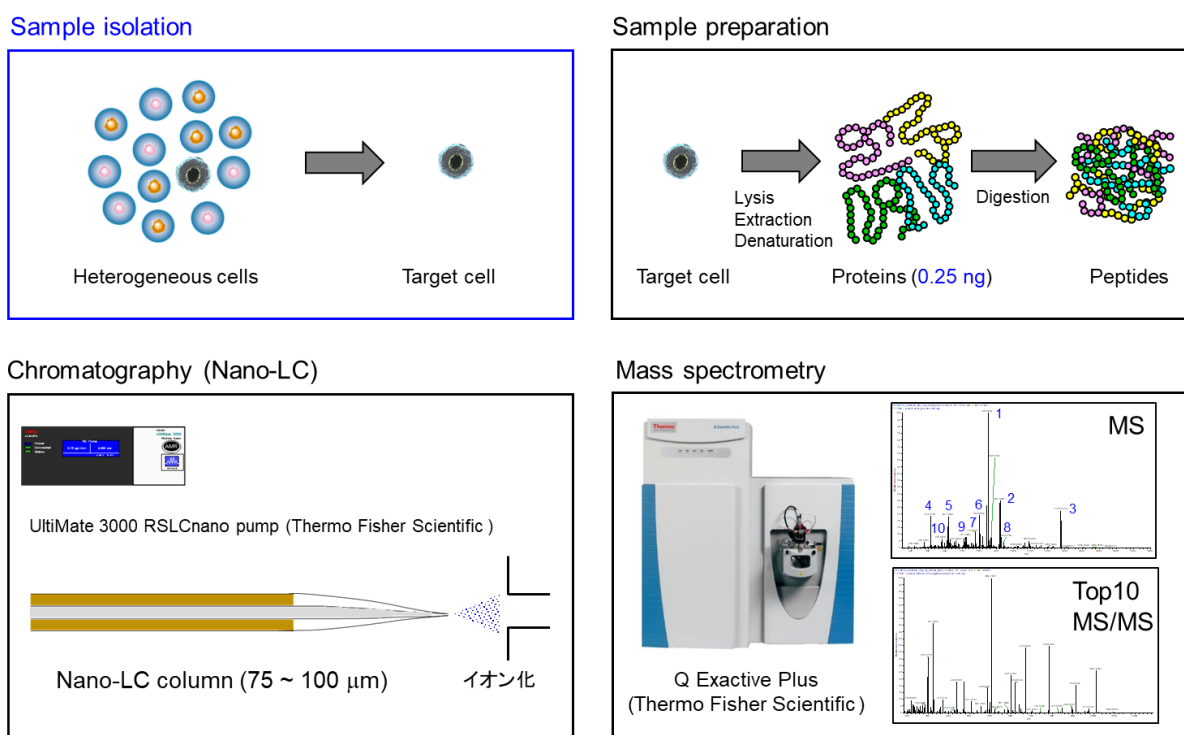 Sample isolation
Heterogeneous cells
Target cell
Sample preparation
Lysis
Extraction
Denaturation
Digestion
Target cell
Proteins (0.25 ng)
Peptides
Chromatography (Nano-LC)
AMR
UltiMate 3000 RSLCnano pump (Thermo Fisher Scientific )
Nano-LC column (75 ~ 100 μm)
イオン化
Mass spectrometry
Thermo
Q Exactive Plus
(Thermo Fisher Scientific )
MS
1
2
3
4
5
6
7
8
9
10
Top10
MS/MS